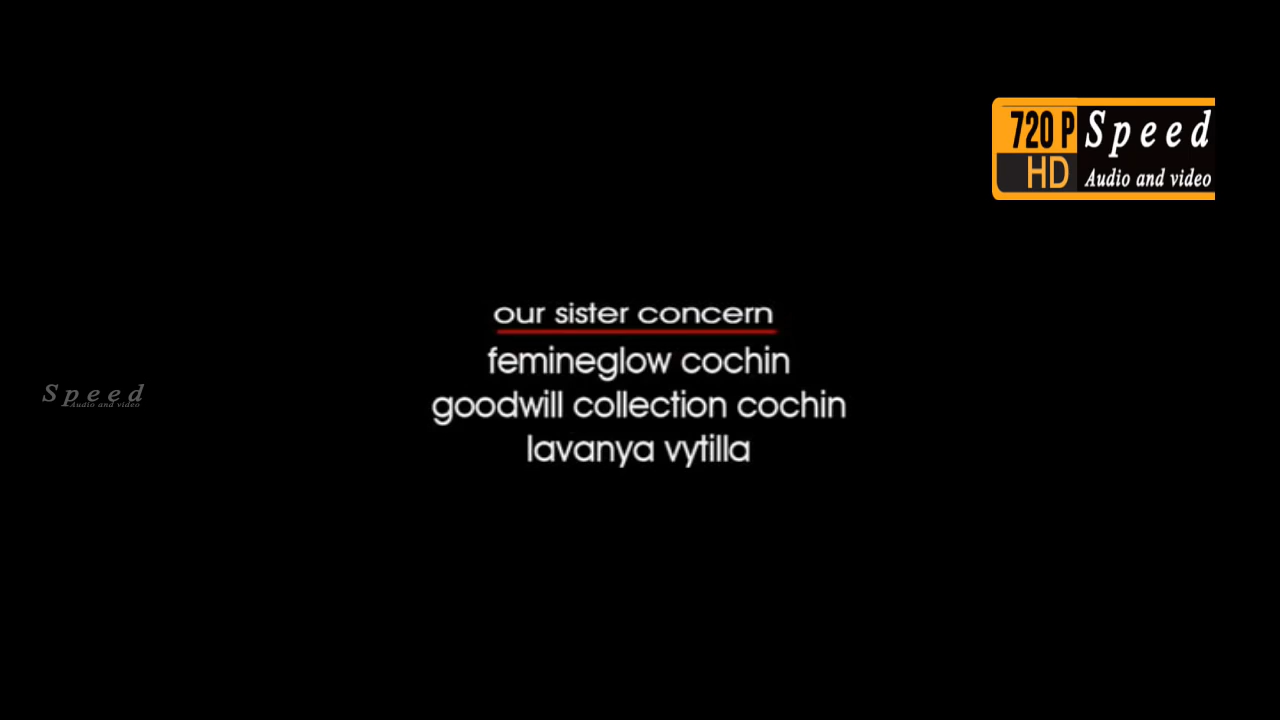 720 P Speed
HD Audio and video
our sister concern
femineglow cochin
Speed
Audio and video
goodwill collection cochin
lavanya vytilla